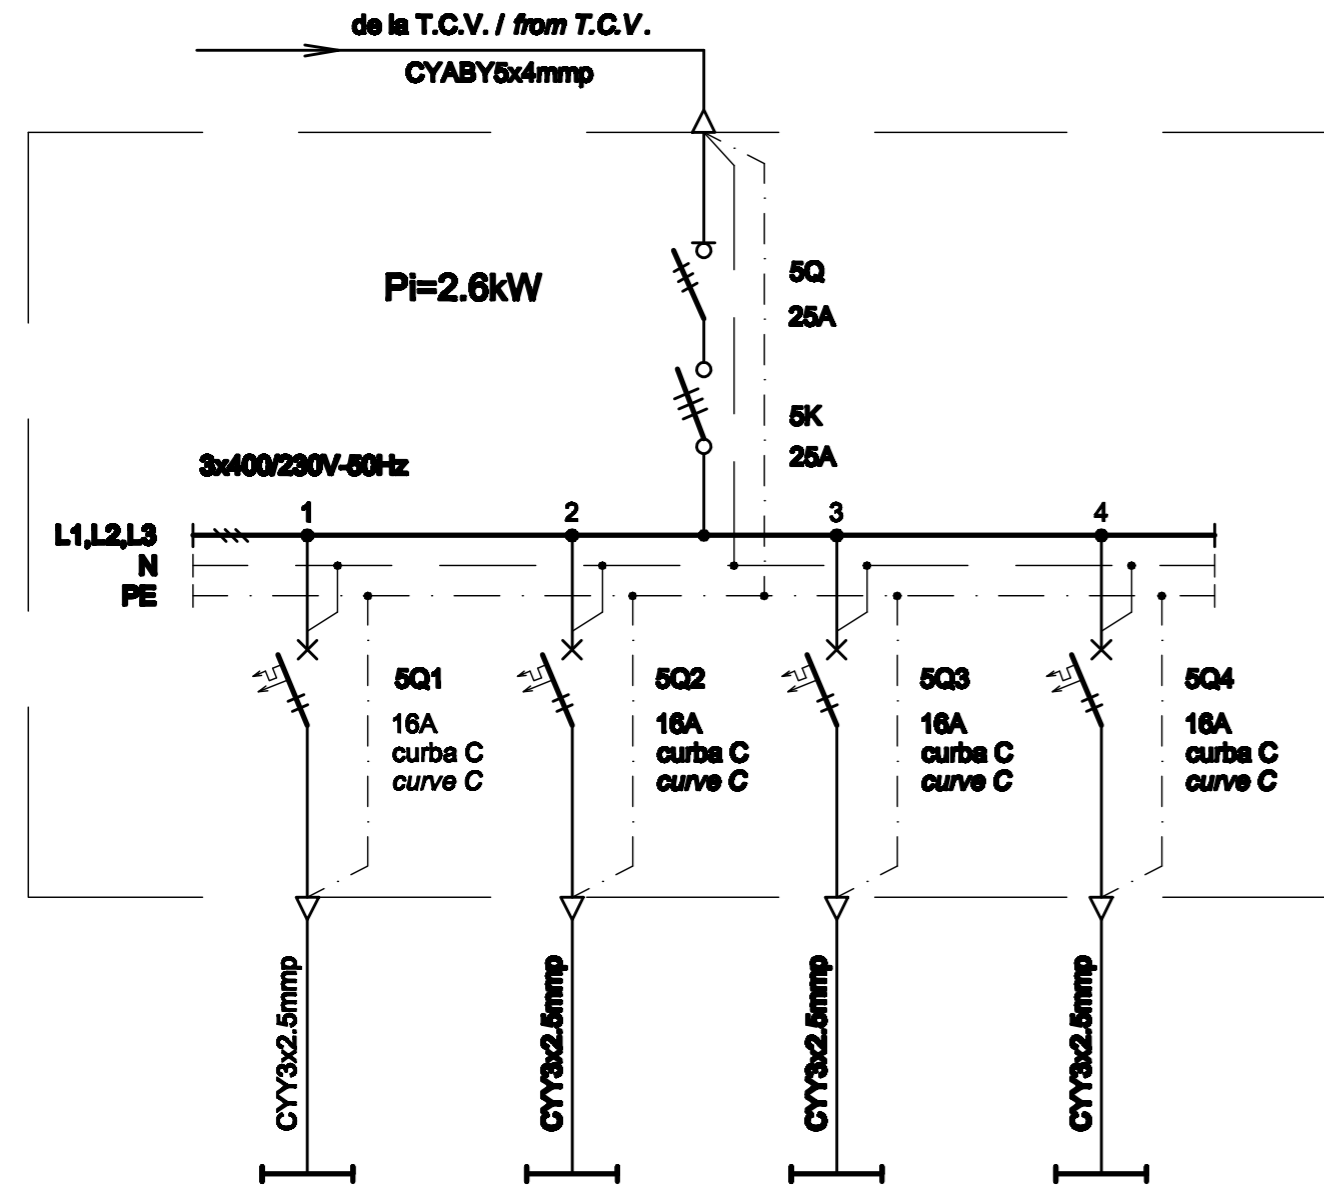 de la T.C.V. / from T.C.V.
CYABY5x4mmp
Pi=2.6kW
5Q
25A
5K
25A
3x400/230V-50Hz
1 2 3 4
L1,L2,L3
N
PE
5Q1
16A
curba C
curve C
5Q2
16A
curba C
curve C
5Q3
16A
curba C
curve C
5Q4
16A
curba C
curve C
CYY3x2.5mmp
CYY3x2.5mmp
CYY3x2.5mmp
CYY3x2.5mmp